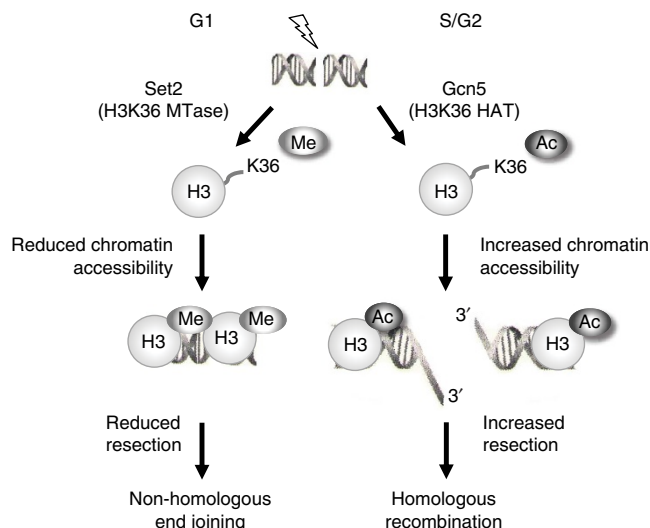 G1
S/G2
Set2
(H3K36 MTase)
Gcn5
(H3K36 HAT)
Me
K36
H3
Ac
K36
H3
Reduced chromatin
accessibility
Increased chromatin
accessibility
Me
Me
H3
H3
Ac
H3
3′
3′
Ac
H3
Reduced
resection
Increased
resection
Non-homologous
end joining
Homologous
recombination